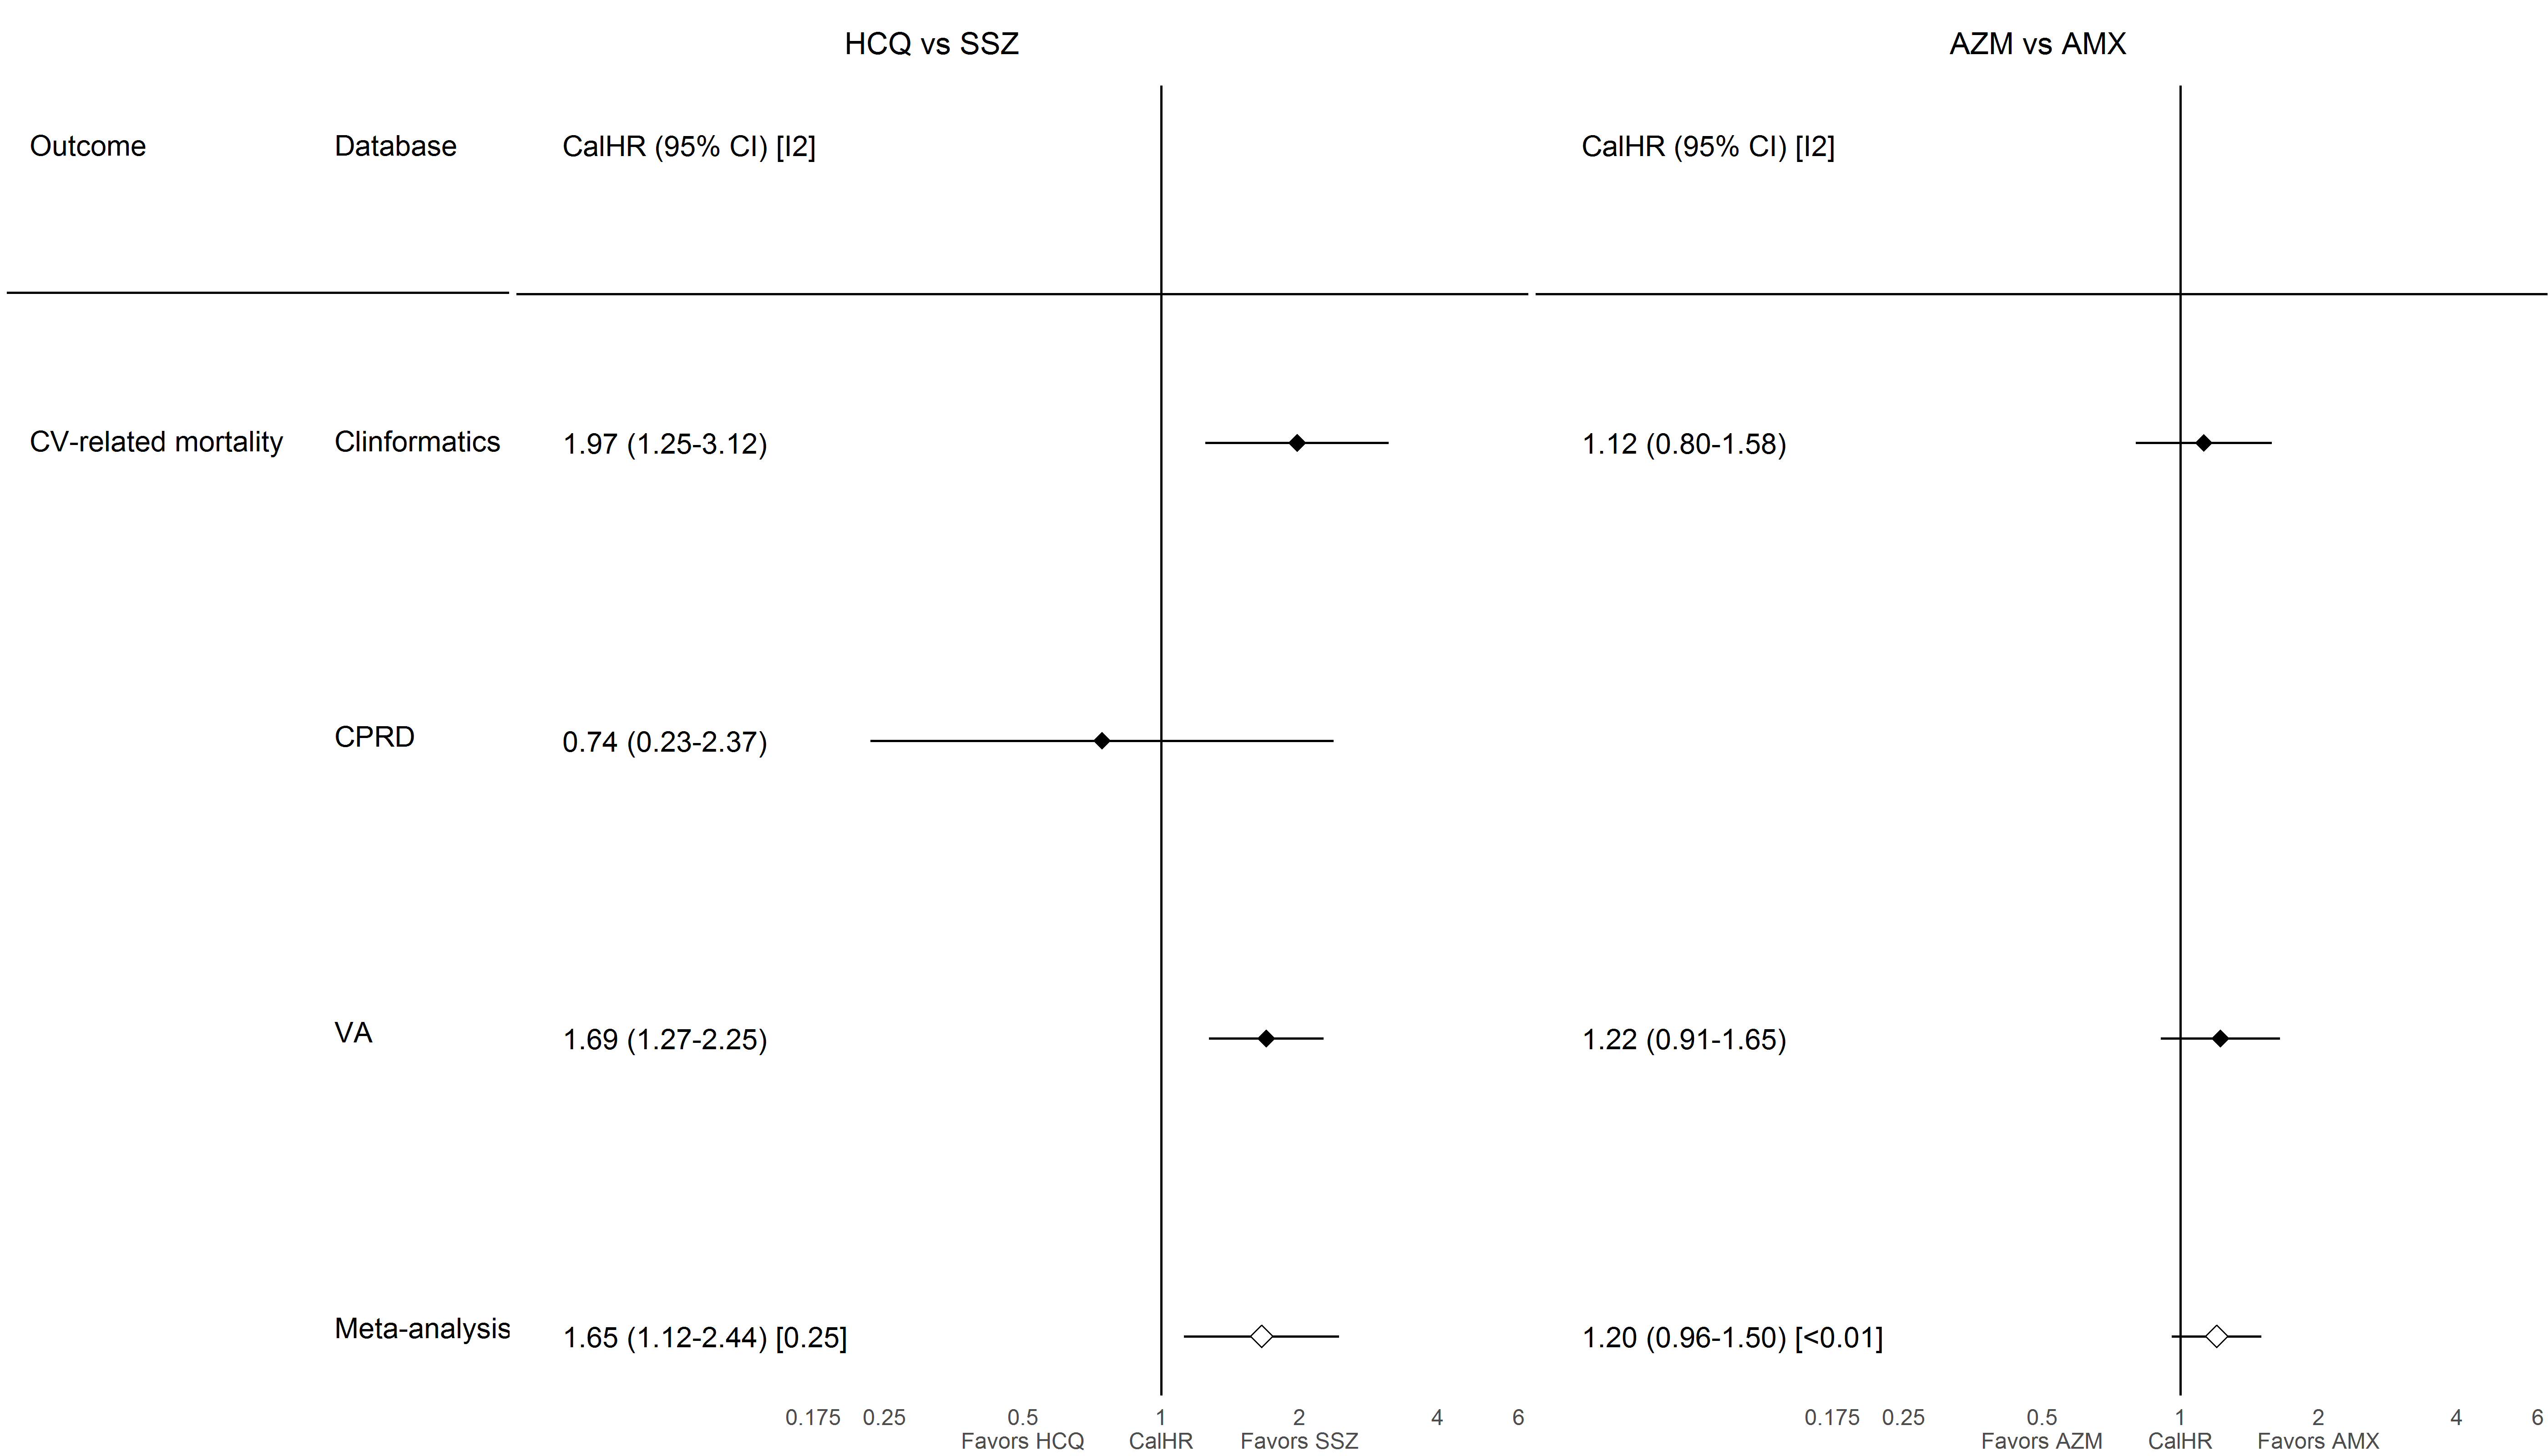 HCQ vs SSZ AZM vs AMX
Outcome Database CalHR (95% CI) [I2] CalHR (95% CI) [I2]
CV-related mortality Clinformatics 1.97 (1.25-3.12) 1.12 (0.80-1.58)
CPRD 0.74 (0.23-2.37)
VA 1.69 (1.27-2.25) 1.22 (0.91-1.65)
Meta-analysis 1.65 (1.12-2.44) [0.25] 1.20 (0.96-1.50) [<0.01]
0.175 0.25 0.5 1 2 4 6 0.175 0.25 0.5 1 2 4 6
Favors HCQ CalHR Favors SSZ Favors AZM CalHR Favors AMX